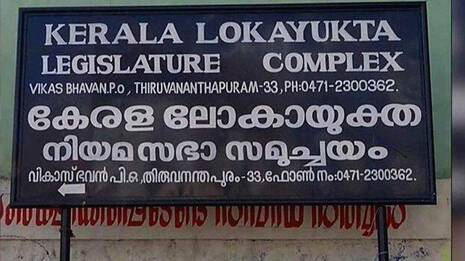 KERALA LOKAYUKTA
LEGISLATURE COMPLEX
VIKAS BHAVAN.P.O , THIRUVANANTHAPURAM-33, PH:0471-2300362.
കേരള ലോകായുക്ത
നിയമസഭാ സമുച്ചയം
വികാസ് ഭവൻ പി.ഒ, തിരുവനന്തപുരം -33, ഫോൺ നം:0471-2300362.